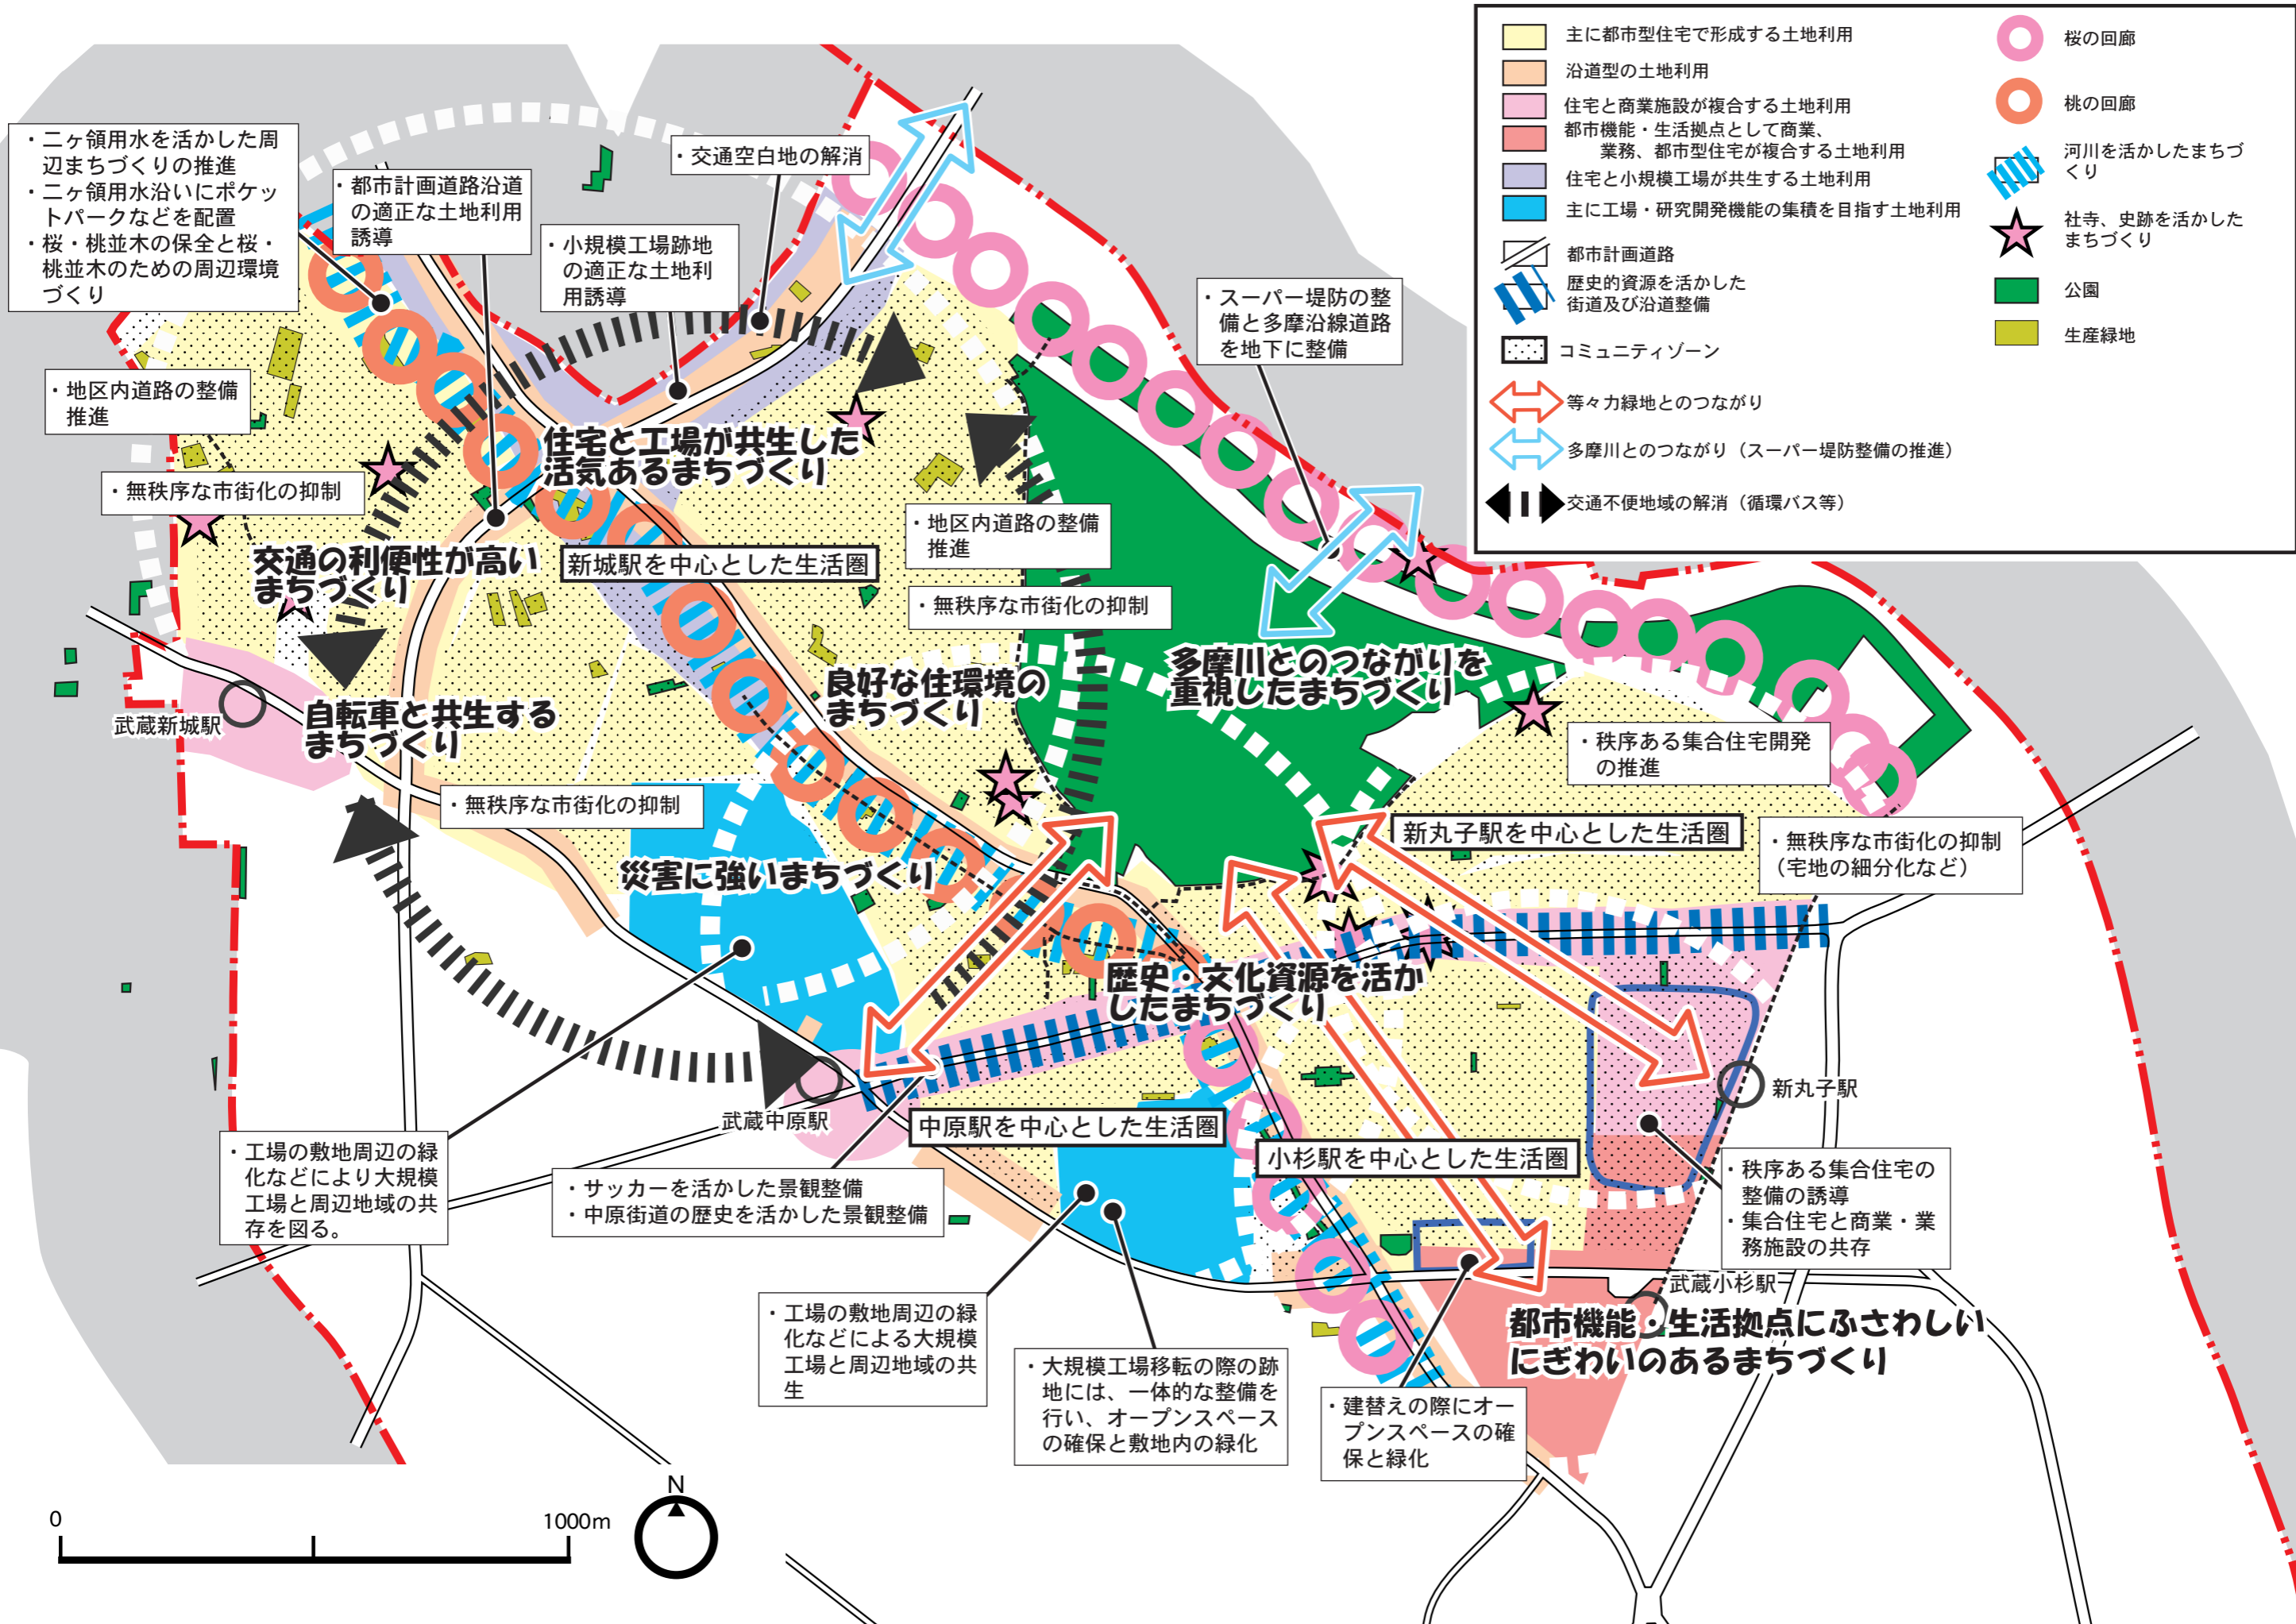 主に都市型住宅で形成する土地利用
沿道型の土地利用
住宅と商業施設が複合する土地利用
都市機能・生活拠点として商業、
業務、都市型住宅が複合する土地利用
住宅と小規模工場が共生する土地利用
主に工場・研究開発機能の集積を目指す土地利用
都市計画道路
歴史的資源を活かした
街道及び沿道整備
コミュニティゾーン
等々力緑地とのつながり
多摩川とのつながり（スーパー堤防整備の推進）
交通不便地域の解消（循環バス等）
桜の回廊
桃の回廊
河川を活かしたまちづ
くり
社寺、史跡を活かした
まちづくり
公園
生産緑地
・二ヶ領用水を活かした周
辺まちづくりの推進
・二ヶ領用水沿いにポケッ
トパークなどを配置
・桜・桃並木の保全と桜・
桃並木のための周辺環境
づくり
・都市計画道路沿道
の適正な土地利用
誘導
・交通空白地の解消
・小規模工場跡地
の適正な土地利
用誘導
・スーパー堤防の整
備と多摩沿線道路
を地下に整備
・地区内道路の整備
推進
・無秩序な市街化の抑制
住宅と工場が共生した
活気あるまちづくり
交通の利便性が高い
まちづくり
新城駅を中心とした生活圏
・地区内道路の整備
推進
・無秩序な市街化の抑制
多摩川とのつながりを
重視したまちづくり
良好な住環境の
まちづくり
武蔵新城駅
自転車と共生する
まちづくり
・秩序ある集合住宅開発
の推進
・無秩序な市街化の抑制
新丸子駅を中心とした生活圏
・無秩序な市街化の抑制
（宅地の細分化など）
災害に強いまちづくり
歴史・文化資源を活か
したまちづくり
新丸子駅
武蔵中原駅
中原駅を中心とした生活圏
小杉駅を中心とした生活圏
・工場の敷地周辺の緑
化などにより大規模
工場と周辺地域の共
存を図る。
・サッカーを活かした景観整備
・中原街道の歴史を活かした景観整備
・秩序ある集合住宅の
整備の誘導
・集合住宅と商業・業
務施設の共存
武蔵小杉駅
都市機能・生活拠点にふさわしい
にぎわいのあるまちづくり
・工場の敷地周辺の緑
化などによる大規模
工場と周辺地域の共
生
・大規模工場移転の際の跡
地には、一体的な整備を
行い、オープンスペース
の確保と敷地内の緑化
・建替えの際にオー
プンスペースの確
保と緑化
0
1000m
N